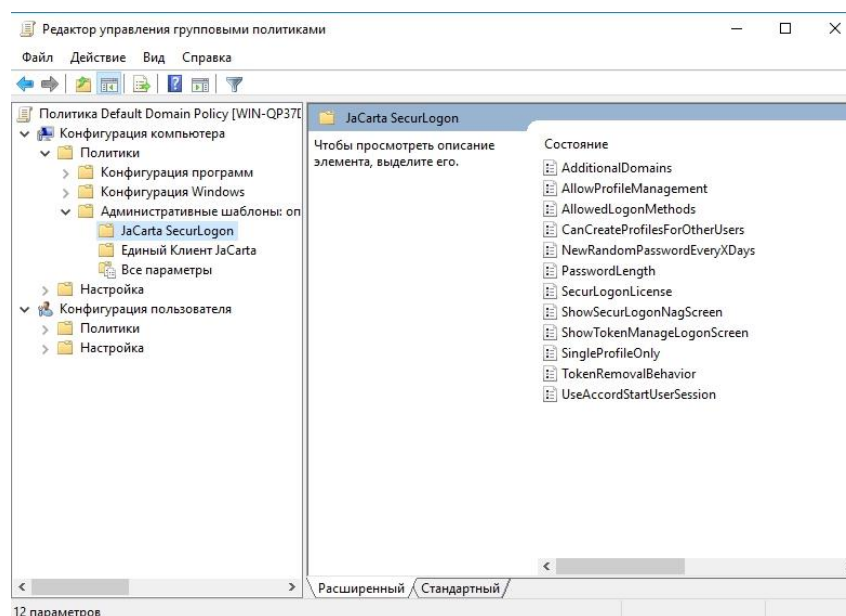 Редактор управления групповыми политиками
Файл Действие Вид Справка
Политика Default Domain Policy [WIN-QP37
Конфигурация компьютера
Политики
Конфигурация программ
Конфигурация Windows
Административные шаблоны: оп
JaCarta SecurLogon
Единый Клиент JaCarta
Все параметры
Настройка
Конфигурация пользователя
Политики
Настройка
JaCarta SecurLogon
Чтобы просмотреть описание
элемента, выделите его.
Состояние
AdditionalDomains
AllowProfileManagement
AllowedLogonMethods
CanCreateProfilesForOtherUsers
NewRandomPasswordEveryXDays
PasswordLength
SecurLogonLicense
ShowSecurLogonNagScreen
ShowTokenManageLogonScreen
SingleProfileOnly
TokenRemovalBehavior
UseAccordStartUserSession
Расширенный Стандартный
12 параметров